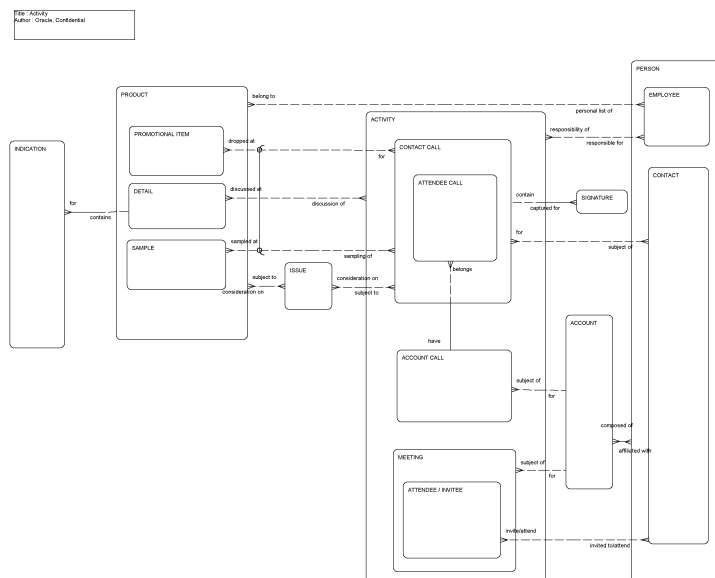 Title : Activity
Author : Oracle, Confidential
PERSON
PRODUCT
belong to
EMPLOYEE
personal list of
ACTIVITY
PROMOTIONAL ITEM
dropped at
responsibility of
INDICATION
CONTACT CALL
responsible for
for
CONTACT
DETAIL
discussed at
ATTENDEE CALL
contain
SIGNATURE
for
discussion of
captured for
contains
SAMPLE
sampled at
for
sampling of
subject of
ISSUE
belongs
subject to
consideration on
consideration on
subject to
ACCOUNT
have
ACCOUNT CALL
subject of
for
composed of
affiliated with
MEETING
subject of
for
ATTENDEE / INVITEE
invite/attend
invited to/attend